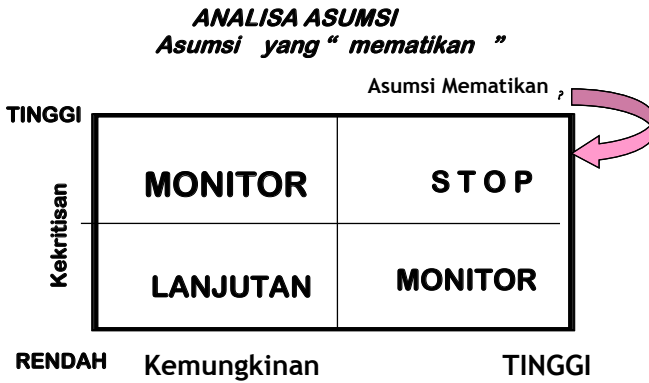 ANALISA ASUMSI
Asumsi yang “ mematikan ”
Asumsi Mematikan ?
TINGGI
MONITOR
S T O P
Kekritisan
LANJUTAN
MONITOR
RENDAH
Kemungkinan
TINGGI